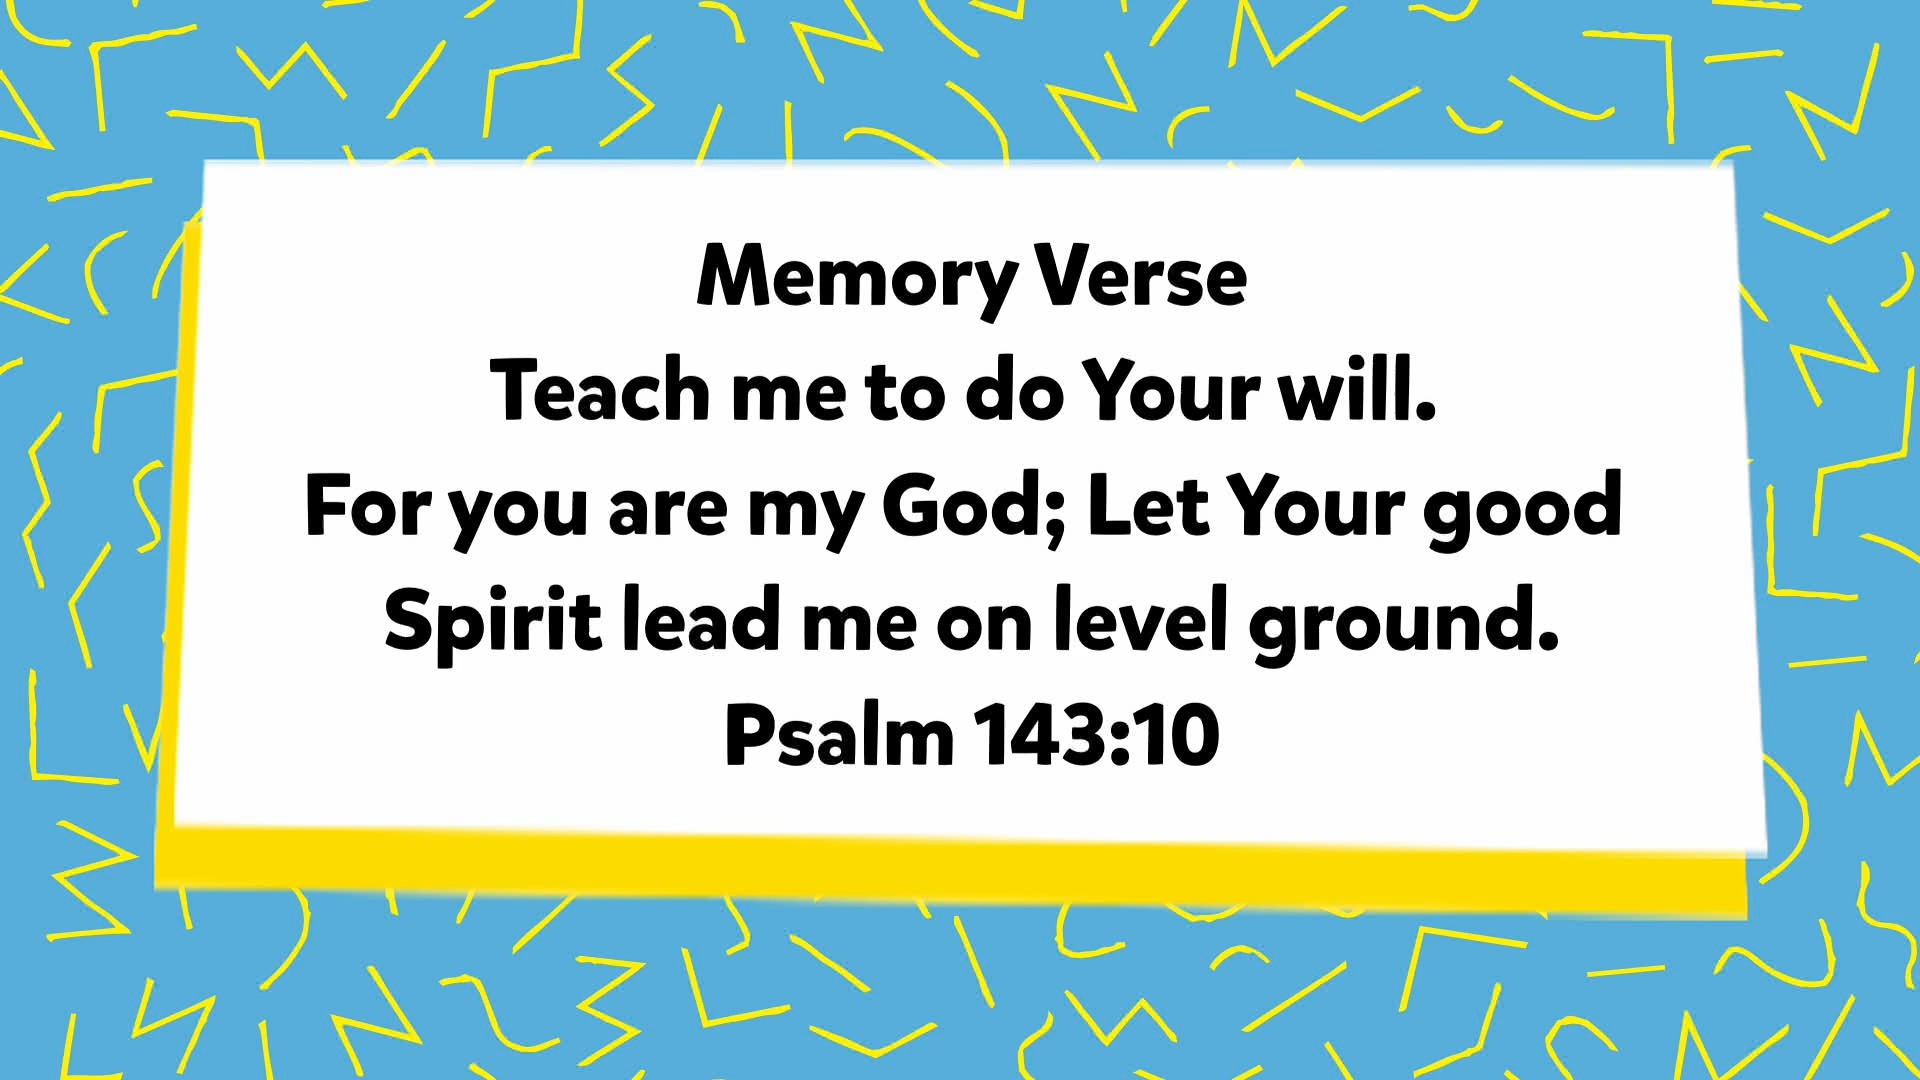 Memory Verse
Teach me to do Your will.
For you are my God; Let Your good
Spirit lead me on level ground.
Psalm 143:10